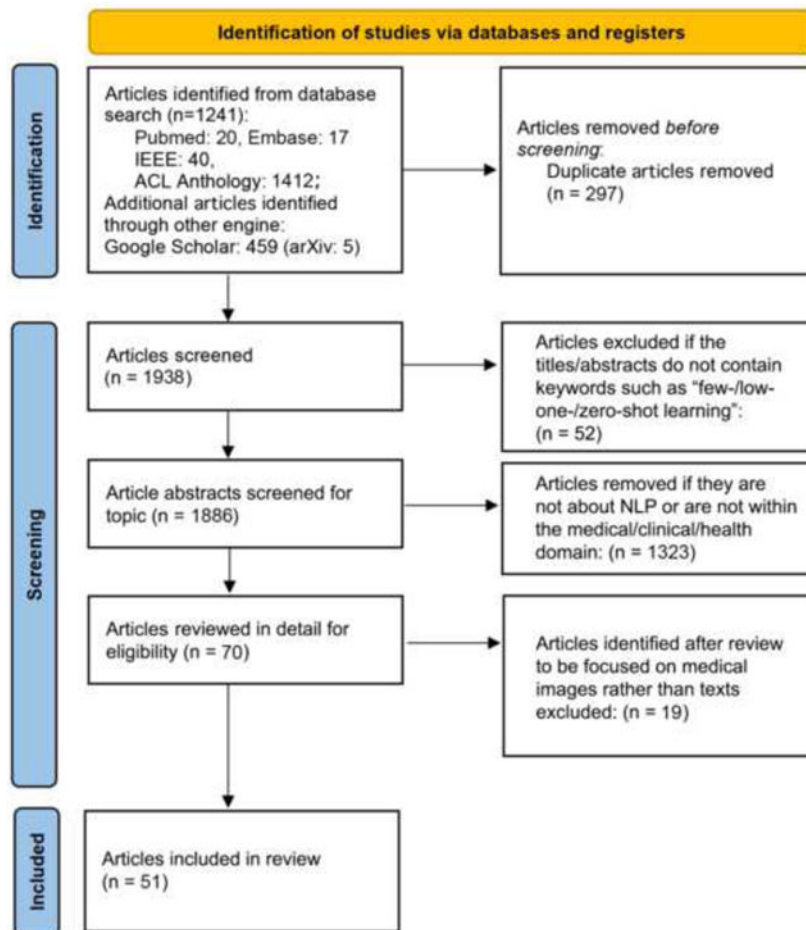 Identification of studies via databases and registers
Identification
Articles identified from database
search (n=1241):
Pubmed: 20, Embase: 17
IEEE: 40,
ACL Anthology: 1412;
Additional articles identified
through other engine:
Google Scholar: 459 (arXiv: 5)
Articles removed before
screening:
Duplicate articles removed
(n = 297)
Screening
Articles screened
(n = 1938)
Articles excluded if the
titles/abstracts do not contain
keywords such as “few-/low-
one-/zero-shot learning”:
(n = 52)
Article abstracts screened for
topic (n = 1886)
Articles removed if they are
not about NLP or are not within
the medical/clinical/health
domain: (n = 1323)
Articles reviewed in detail for
eligibility (n = 70)
Articles identified after review
to be focused on medical
images rather than texts
excluded: (n = 19)
Included
Articles included in review
(n = 51)